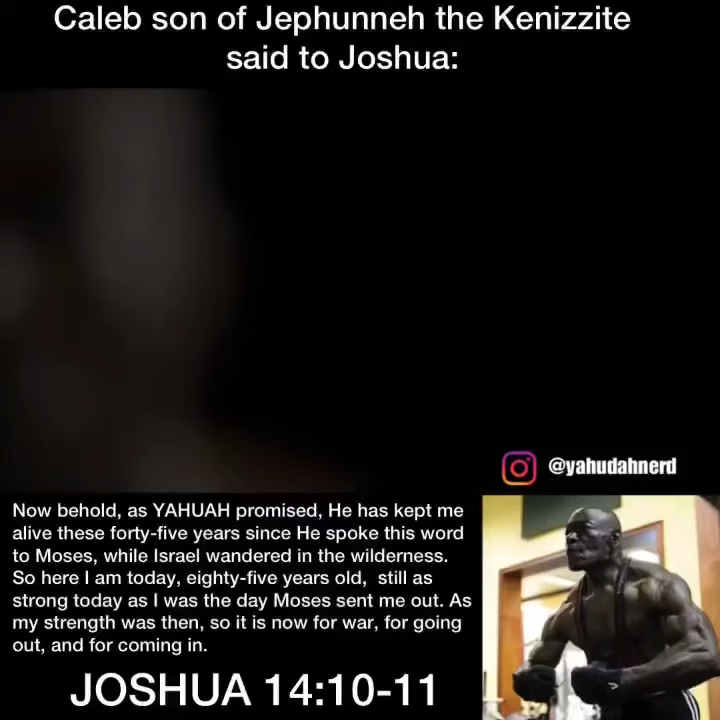 Caleb son of Jephunneh the Kenizzite
said to Joshua:
@yahudahnerd
Now behold, as YAHUAH promised, He has kept me
alive these forty-five years since He spoke this word
to Moses, while Israel wandered in the wilderness.
So here I am today, eighty-five years old,  still as
strong today as I was the day Moses sent me out. As
my strength was then, so it is now for war, for going
out, and for coming in.
JOSHUA 14:10-11